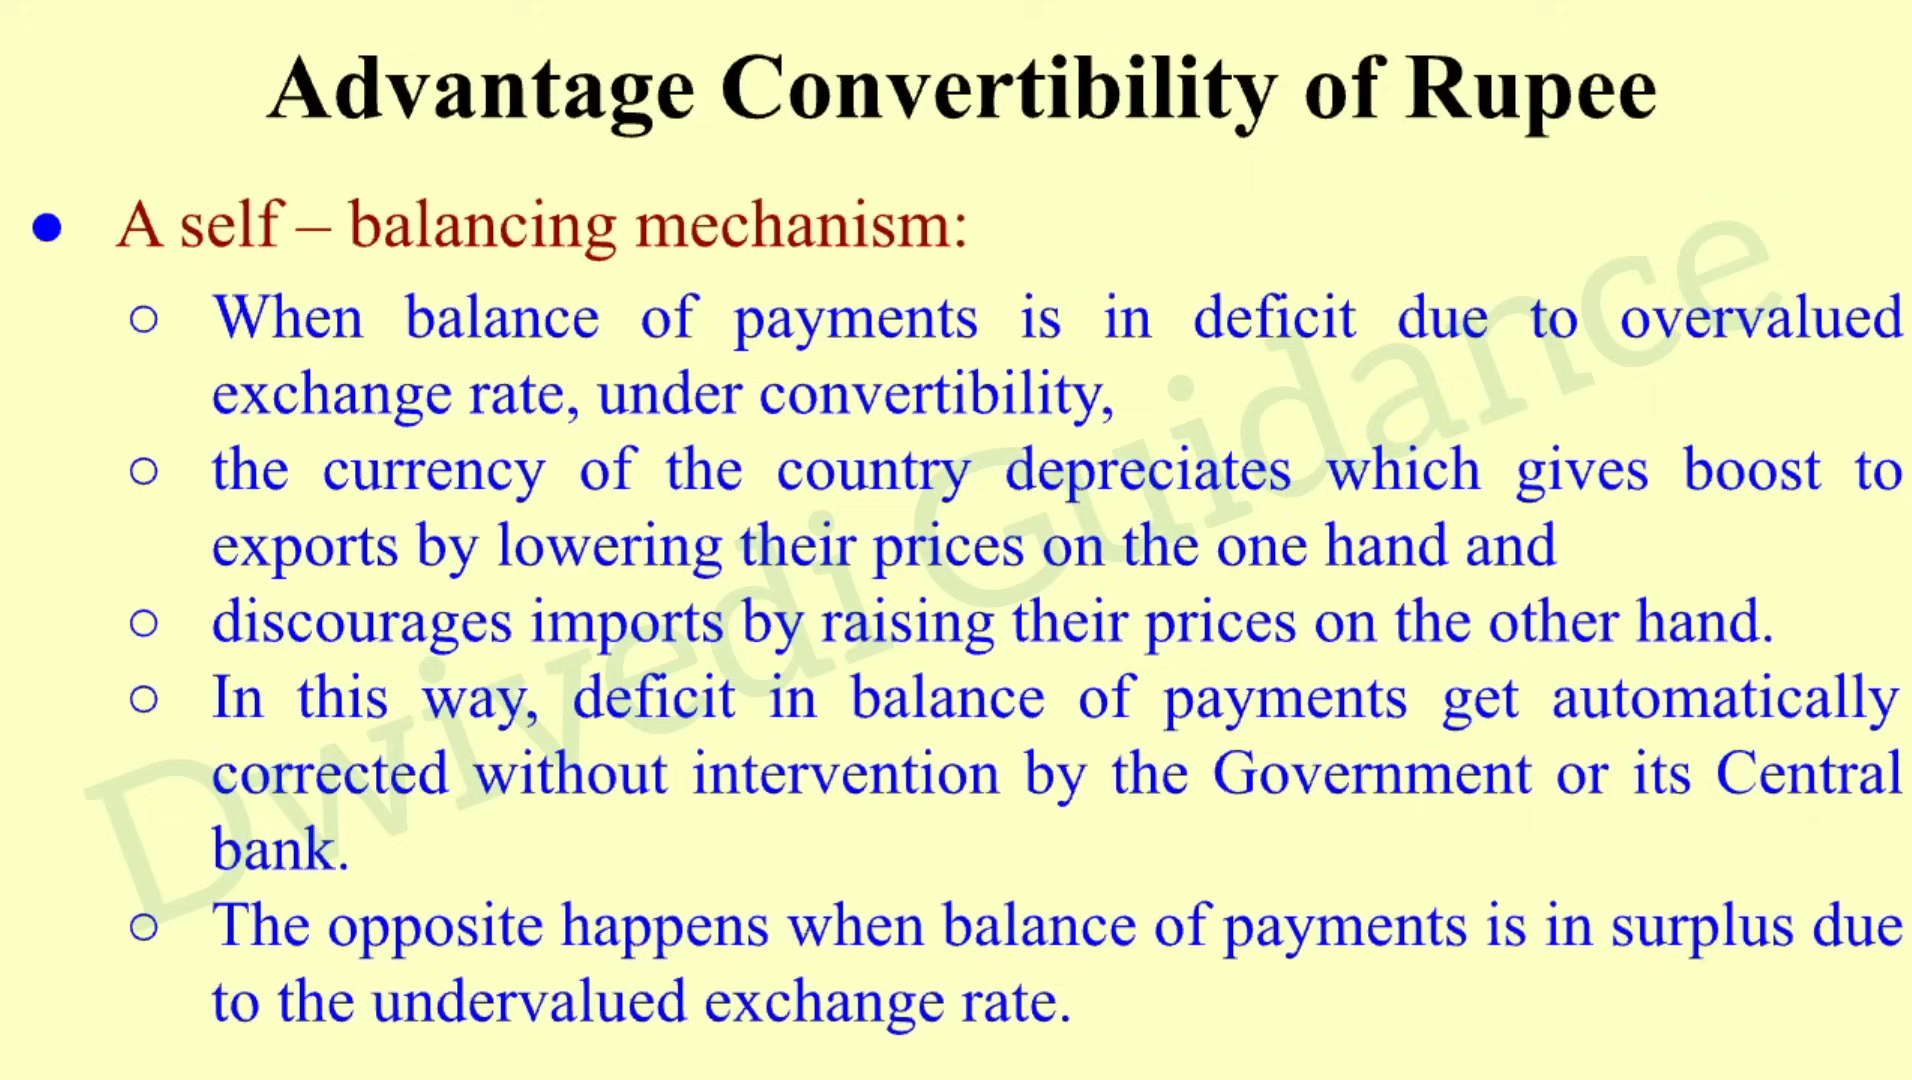 Advantage Convertibility of Rupee
● A self – balancing mechanism:
○ When balance of payments is in deficit due to overvalued
exchange rate, under convertibility,
○ the currency of the country depreciates which gives boost to
exports by lowering their prices on the one hand and
○ discourages imports by raising their prices on the other hand.
○ In this way, deficit in balance of payments get automatically
corrected without intervention by the Government or its Central
bank.
○ The opposite happens when balance of payments is in surplus due
to the undervalued exchange rate.
Dwivedi Guidance